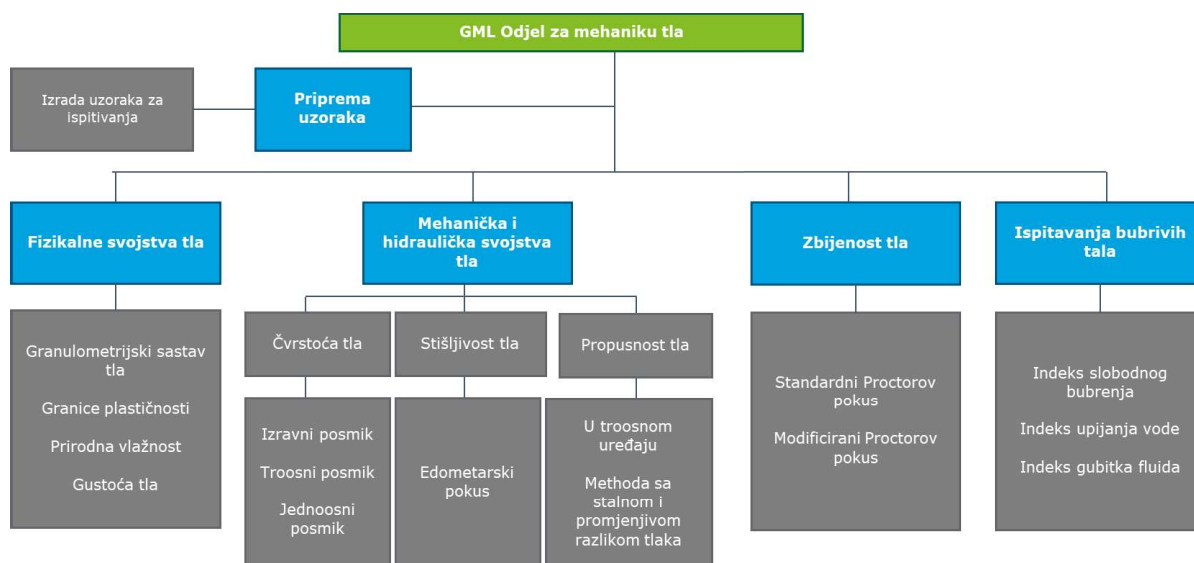 GML Odjel za mehaniku tla
Izrada uzoraka za
ispitivanja
Priprema
uzoraka
Fizikalne svojstva tla
Mehanička i
hidraulička svojstva
tla
Zbijenost tla
Ispitavanja bubrivih
tala
Granulometrijski sastav
tla
Granice plastičnosti
Prirodna vlažnost
Gustoća tla
Čvrstoća tla
Stišljivost tla
Propusnost tla
Izravni posmik
Troosni posmik
Jednoosni
posmik
Edometarski
pokus
U troosnom
uređaju
Methoda sa
stalnom i
promjenjivom
razlikom tlaka
Standardni Proctorov
pokus
Modificirani Proctorov
pokus
Indeks slobodnog
bubrenja
Indeks upijanja vode
Indeks gubitka fluida